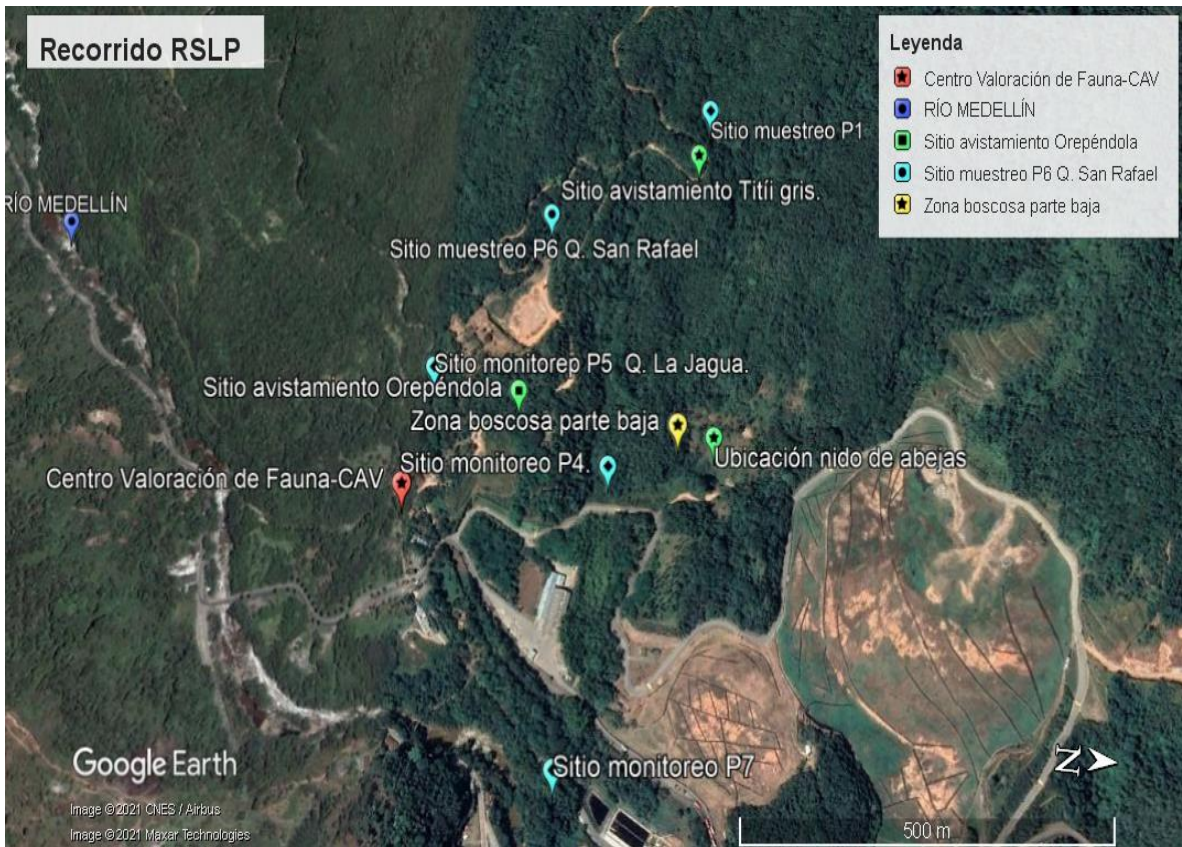 Recorrido RSLP
Leyenda
Centro Valoración de Fauna-CAV
RÍO MEDELLÍN
Sitio avistamiento Orepéndola
Sitio muestreo P6 Q. San Rafael
Zona boscosa parte baja
Sitio muestreo P1
Sitio avistamiento Titíi gris.
RÍO MEDELLÍN
Sitio muestreo P6 Q. San Rafael
Sitio monitorep P5 Q. La Jagua.
Sitio avistamiento Orepéndola
Zona boscosa parte baja
Ubicación nido de abejas
Sitio monitoreo P4.
Centro Valoración de Fauna-CAV
Sitio monitoreo P7
Google Earth
Image ©2021 CNES / Airbus
Image ©2021 Maxar Technologies
N
500 m